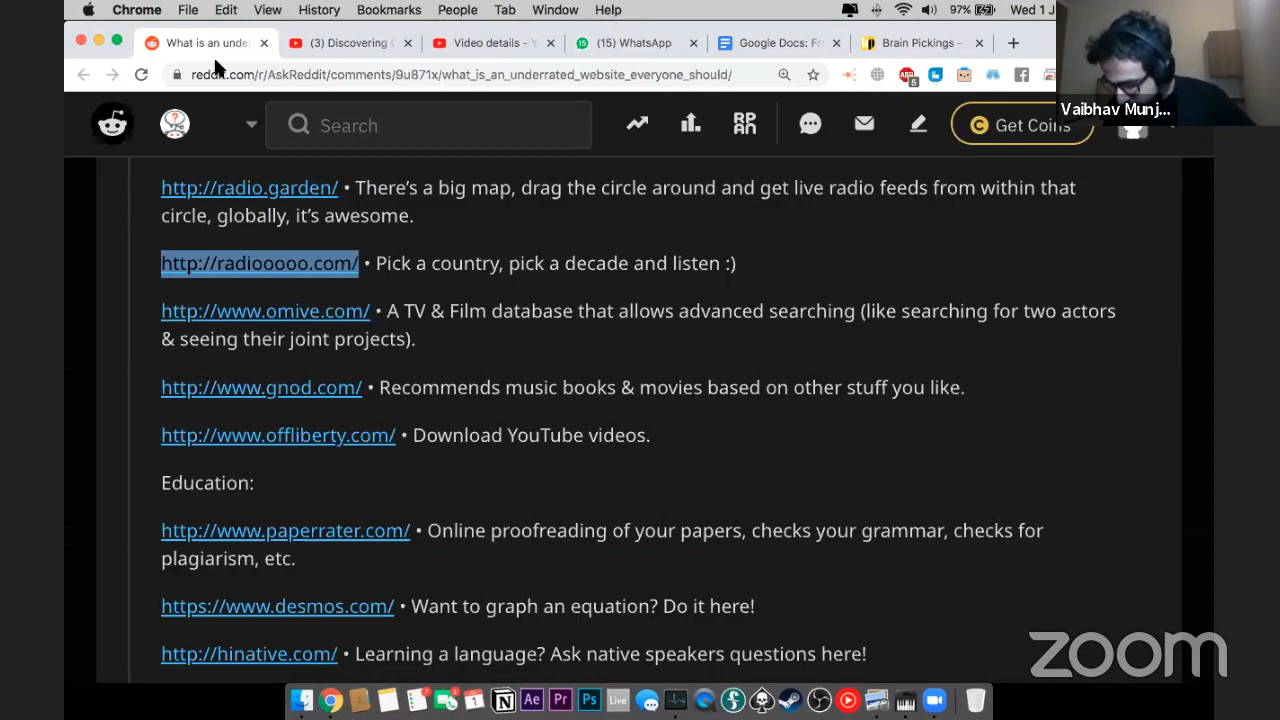 Chrome File Edit View History Bookmarks People Tab Window Help 97% Wed 1 J
What is an unde (3) Discovering Video details - Y (15) WhatsApp Google Docs: Fr Brain Pickings –
reddit.com/r/AskReddit/comments/9u871x/what_is_an_underrated_website_everyone_should/
Vaibhav Munj...
Search Get Coins
http://radio.garden/ • There’s a big map, drag the circle around and get live radio feeds from within that
circle, globally, it’s awesome.
http://radiooooo.com/ • Pick a country, pick a decade and listen :)
http://www.omive.com/ • A TV & Film database that allows advanced searching (like searching for two actors
& seeing their joint projects).
http://www.gnod.com/ • Recommends music books & movies based on other stuff you like.
http://www.offliberty.com/ • Download YouTube videos.
Education:
http://www.paperrater.com/ • Online proofreading of your papers, checks your grammar, checks for
plagiarism, etc.
https://www.desmos.com/ • Want to graph an equation? Do it here!
http://hinative.com/ • Learning a language? Ask native speakers questions here!
zoom
Ae Pr Ps Live